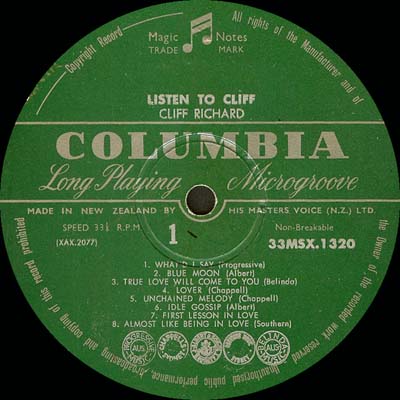 Magic Notes
TRADE MARK
LISTEN TO CLIFF
CLIFF RICHARD
COLUMBIA
Long Playing Microgroove
MADE IN NEW ZEALAND BY HIS MASTERS VOICE (N.Z.) LTD.
SPEED 33⅓ R.P.M. 1 Non-Breakable
(XAX.2077) 33MSX.1320
1. WHAT'D I SAY (Progressive)
2. BLUE MOON (Albert)
3. TRUE LOVE WILL COME TO YOU (Belinda)
4. LOVER (Chappell)
5. UNCHAINED MELODY (Chappell)
6. IDLE GOSSIP (Albert)
7. FIRST LESSON IN LOVE
8. ALMOST LIKE BEING IN LOVE (Southern)
Copyright Record
All rights of the Manufacturer and of
the Owner of the recorded work reserved
Unauthorised public performance, broadcasting and copying of this record prohibited